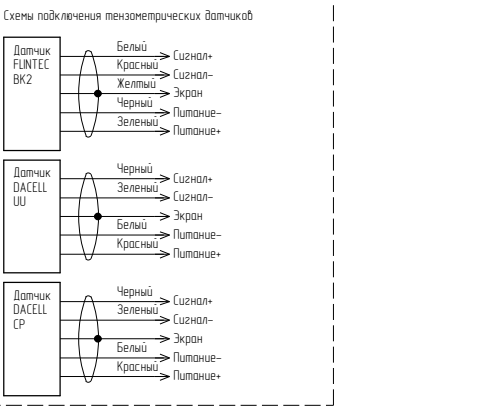 Схемы подключения тензометрических датчиков
Датчик
FLINTEC
BK2
Белый
Сигнал+
Красный
Сигнал-
Желтый
Экран
Черный
Питание-
Зеленый
Питание+
Датчик
DACELL
UU
Черный
Сигнал+
Зеленый
Сигнал-
Экран
Белый
Питание-
Красный
Питание+
Датчик
DACELL
CP
Черный
Сигнал+
Зеленый
Сигнал-
Экран
Белый
Питание-
Красный
Питание+